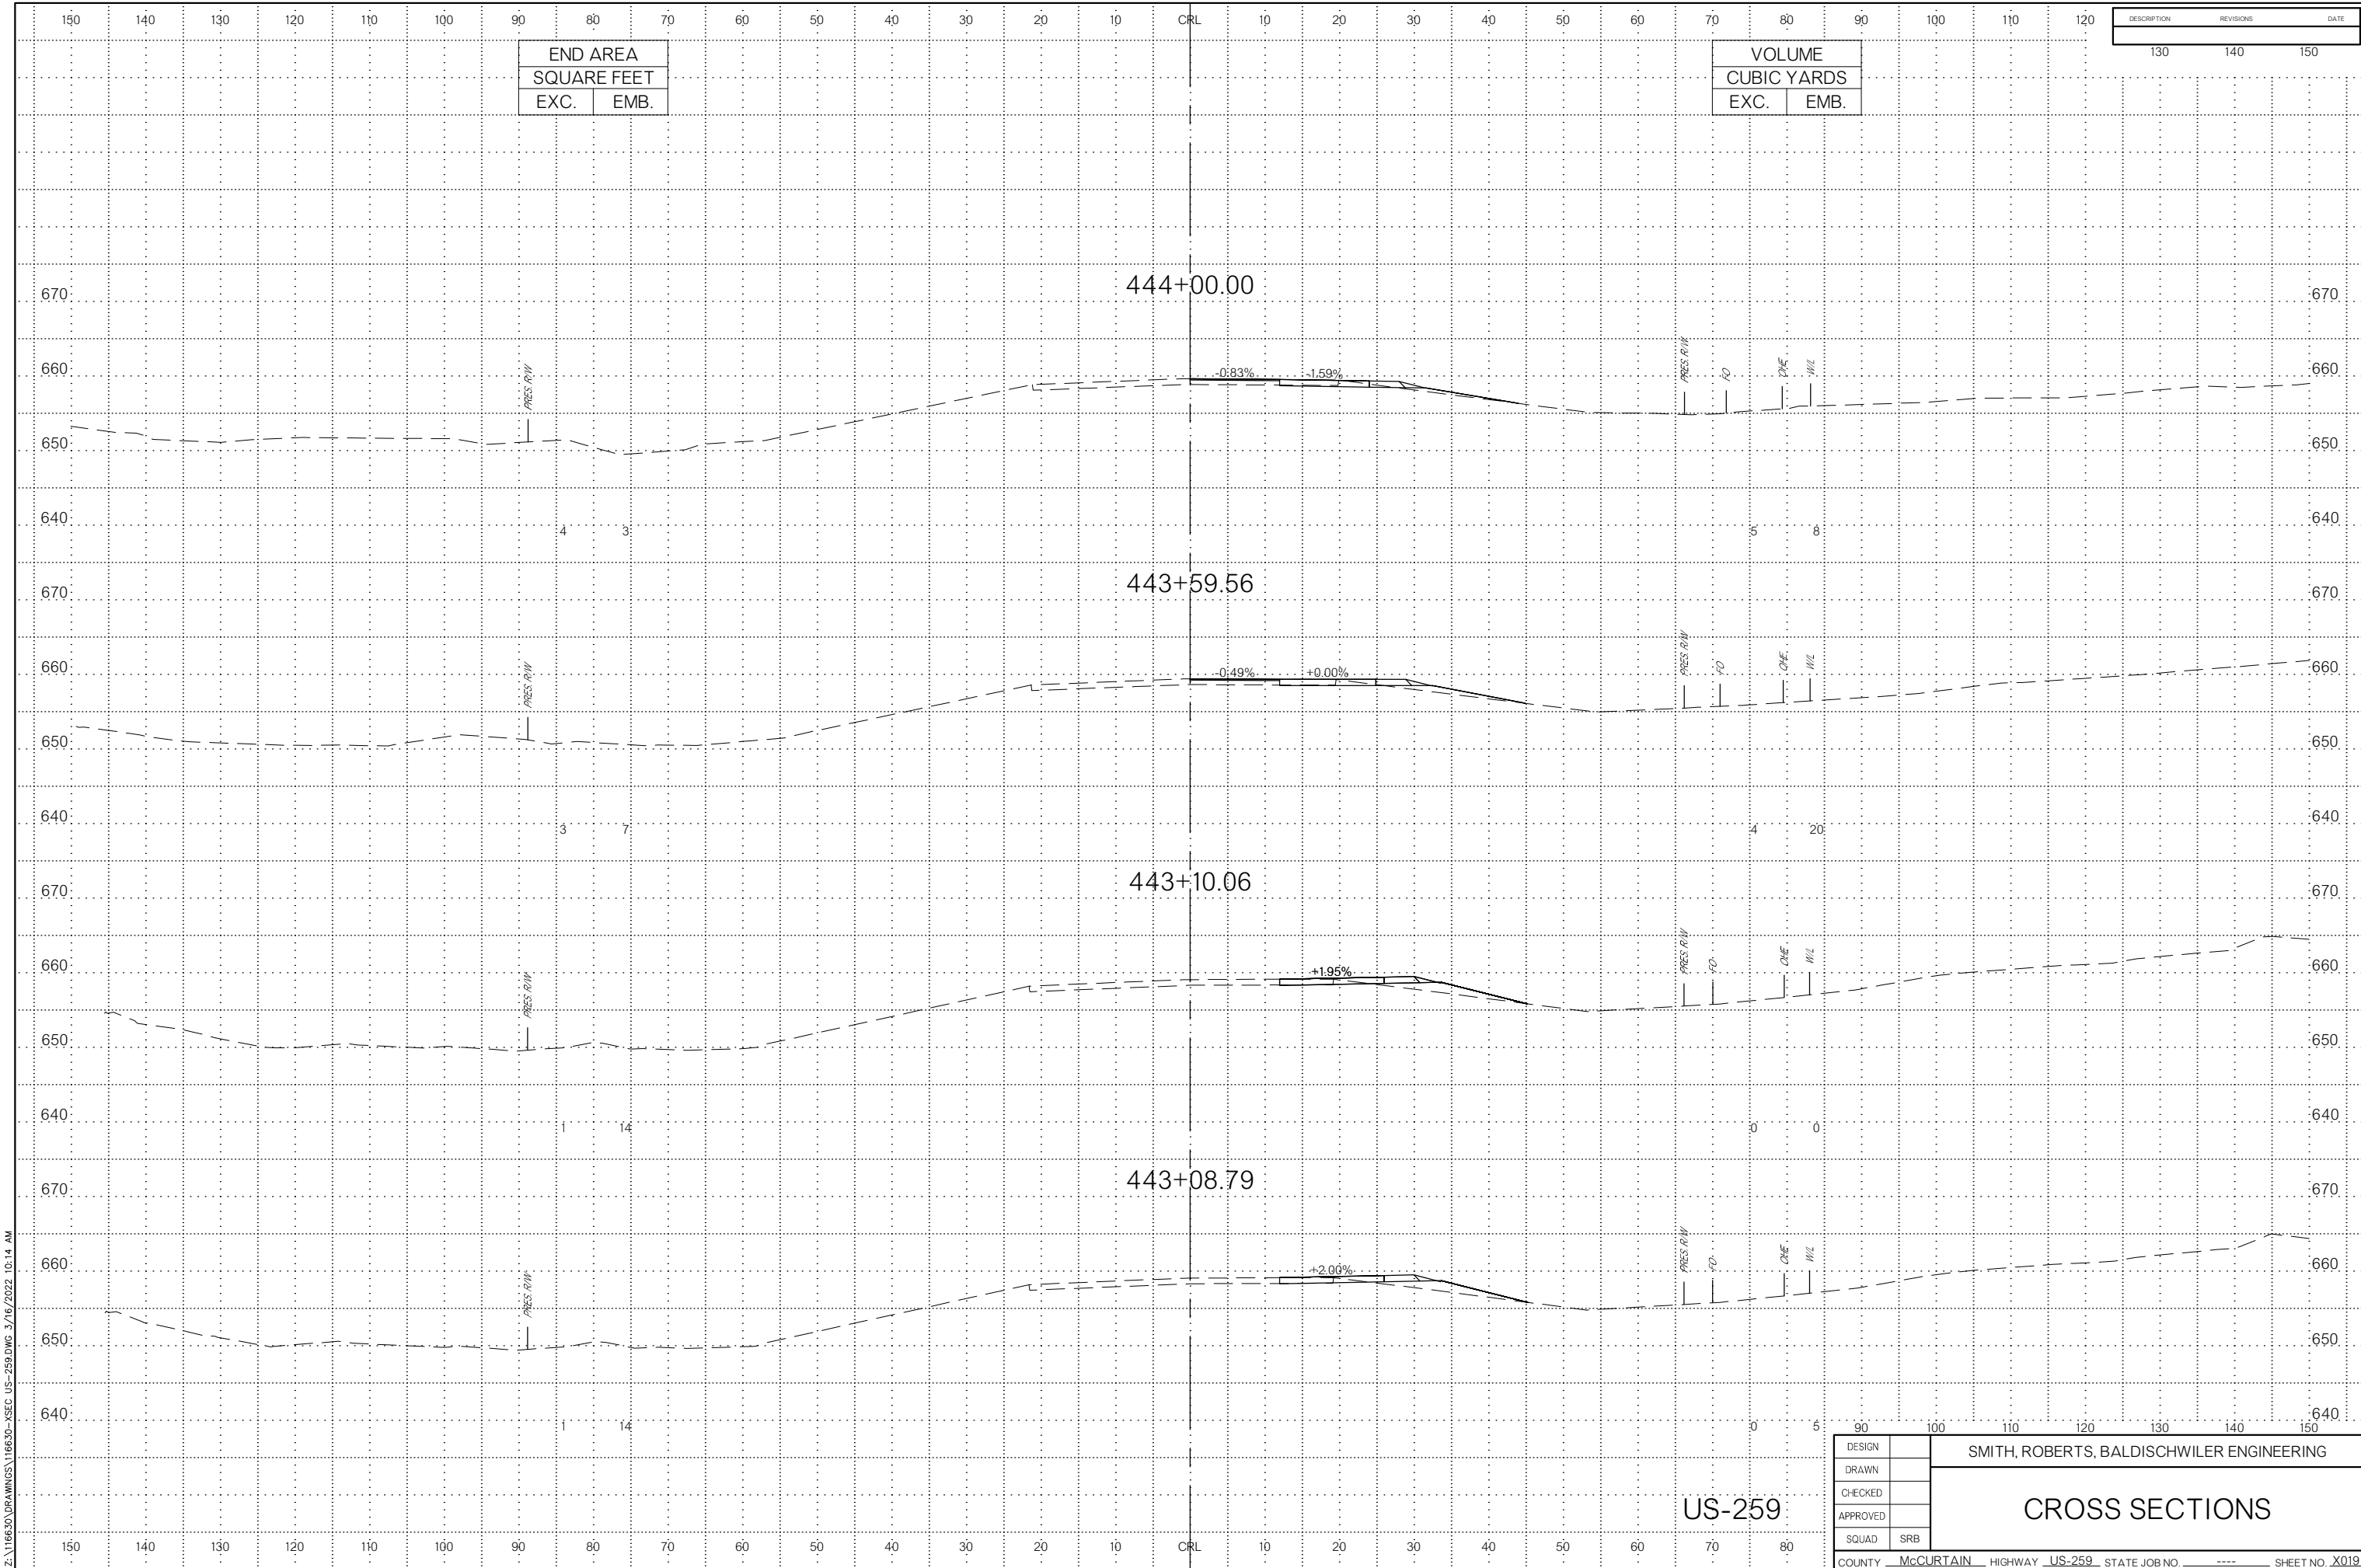 150 140 130 120 110 100 90 80 70 60 50 40 30 20 10 CRL 10 20 30 40 50 60 70 80 90 100 110 120
DESCRIPTION REVISIONS DATE
130 140 150
END AREA
SQUARE FEET
EXC. EMB.
VOLUME
CUBIC YARDS
EXC. EMB.
444+00.00
670 670
PRES. R/W FO OHE W/L
660 PRES. R/W -0.83% -1.59% 660
650 650
640 640
4 3 5 8
443+59.56
670 670
PRES. R/W FO OHE W/L
660 PRES. R/W -0.49% +0.00% 660
650 650
640 640
3 7 4 20
443+10.06
670 670
PRES. R/W FO OHE W/L
660 PRES. R/W +1.95% 660
650 650
640 640
1 14 0 0
443+08.79
670 670
PRES. R/W FO OHE W/L
660 PRES. R/W +2.00% 660
650 650
640 640
1 14 0 5
90 100 110 120 130 140 150
US-259
DESIGN
DRAWN
CHECKED
APPROVED
SQUAD SRB
SMITH, ROBERTS, BALDISCHWILER ENGINEERING
CROSS SECTIONS
150 140 130 120 110 100 90 80 70 60 50 40 30 20 10 CRL 10 20 30 40 50 60 70 80
COUNTY McCURTAIN HIGHWAY US-259 STATE JOB NO. ---- SHEET NO. X019
Z:\116630\DRAWINGS\116630-XSEC US-259.DWG 3/16/2022 10:14 AM